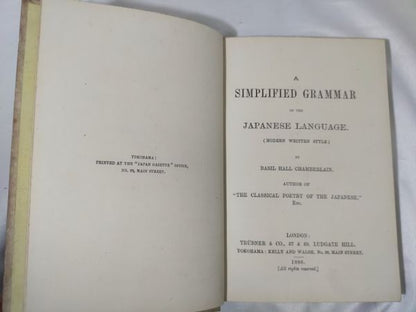 YOKOHAMA:
PRINTED AT THE "JAPAN GAZETTE" OFFICE,
NO. 70, MAIN STREET.
A
SIMPLIFIED GRAMMAR
OF THE
JAPANESE LANGUAGE.
(MODERN WRITTEN STYLE)
BY
BASIL HALL CHAMBERLAIN.
AUTHOR OF
"THE CLASSICAL POETRY OF THE JAPANESE,"
ETC.
LONDON:
TRÜBNER & CO., 57 & 59, LUDGATE HILL.
YOKOHAMA: KELLY AND WALSH, No. 28, MAIN STREET.
1886.
[All rights reserved.]